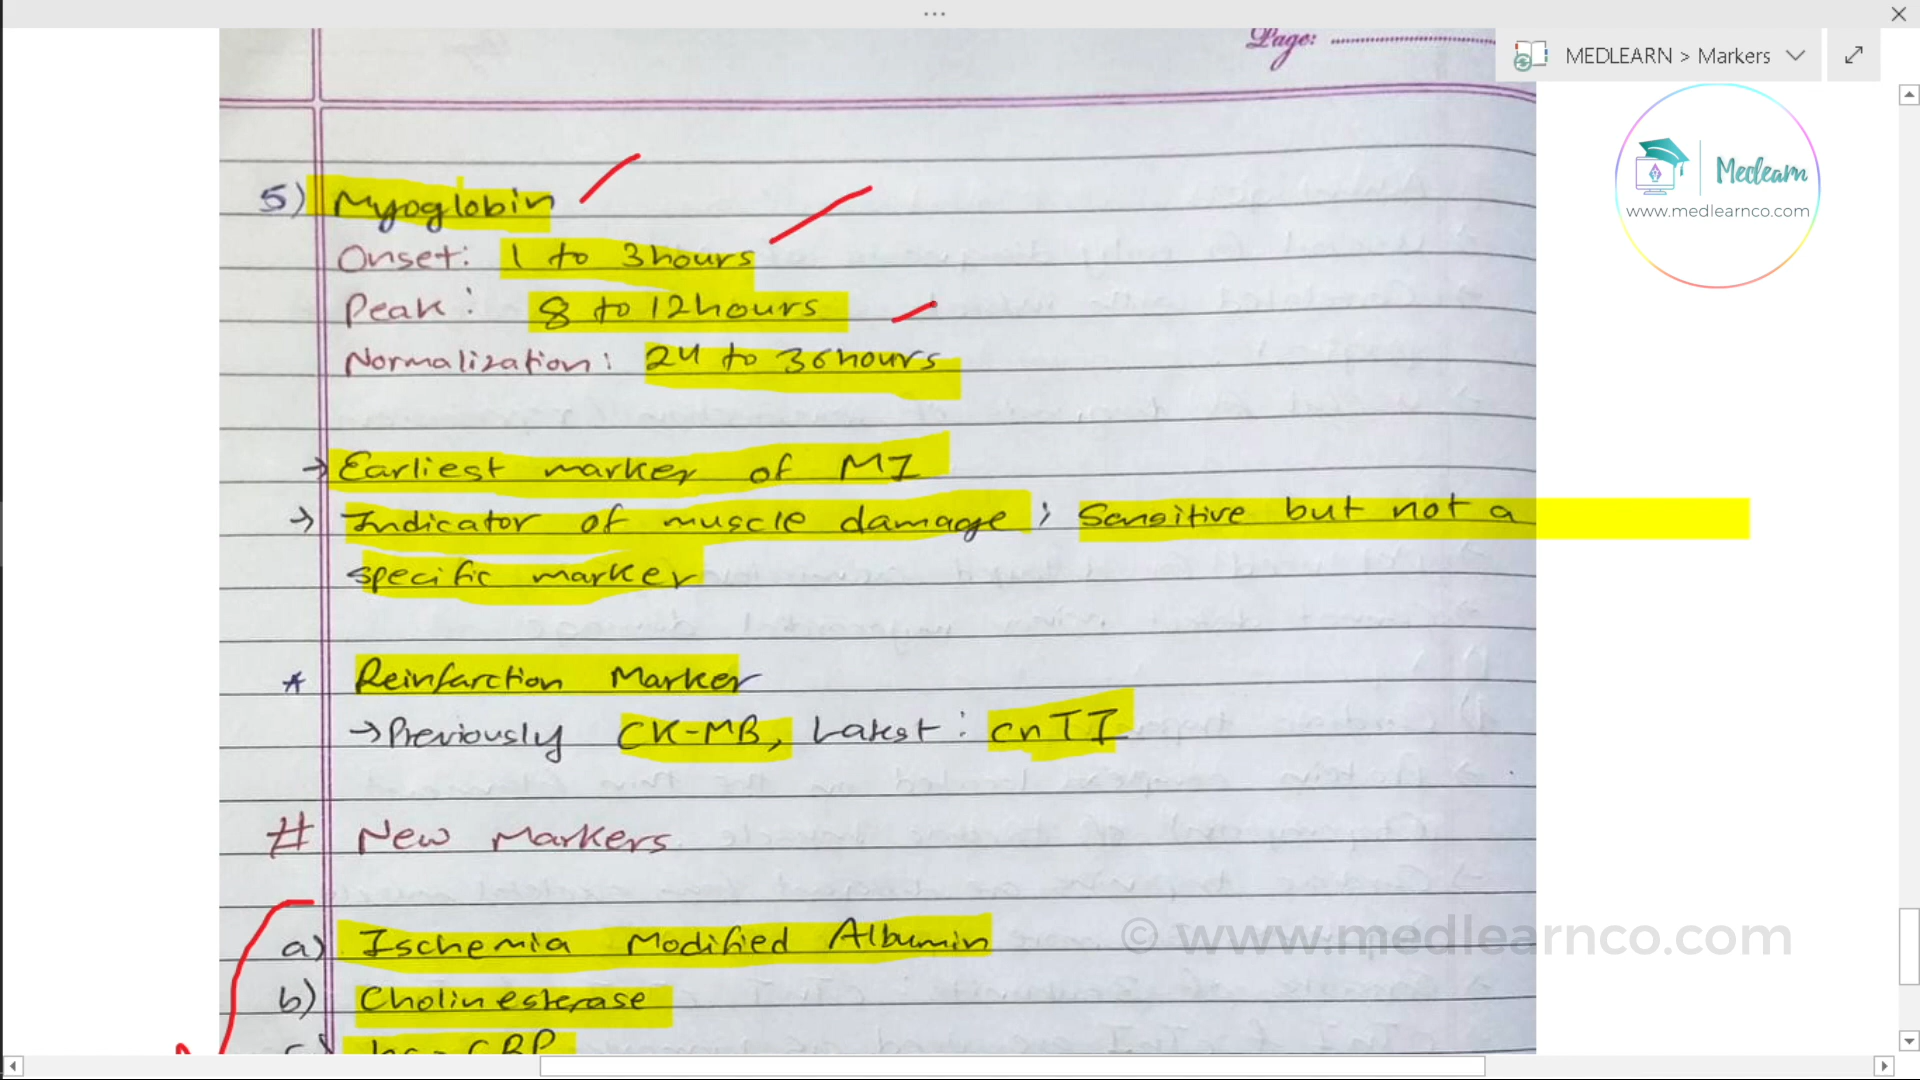 ...
Page:
MEDLEARN > Markers
Medlearn
www.medlearnco.com
5) Myoglobin
Onset: 1 to 3 hours
Peak: 8 to 12 hours
Normalization: 24 to 36 hours
→ Earliest marker of MI
→ Indicator of muscle damage; Sensitive but not a
specific marker
* Reinfarction Marker
→ Previously CK-MB, Latest: cnTI
# New Markers
a) Ischemia Modified Albumin
© www.medlearnco.com
b) Cholinesterase
c) hs-CRP